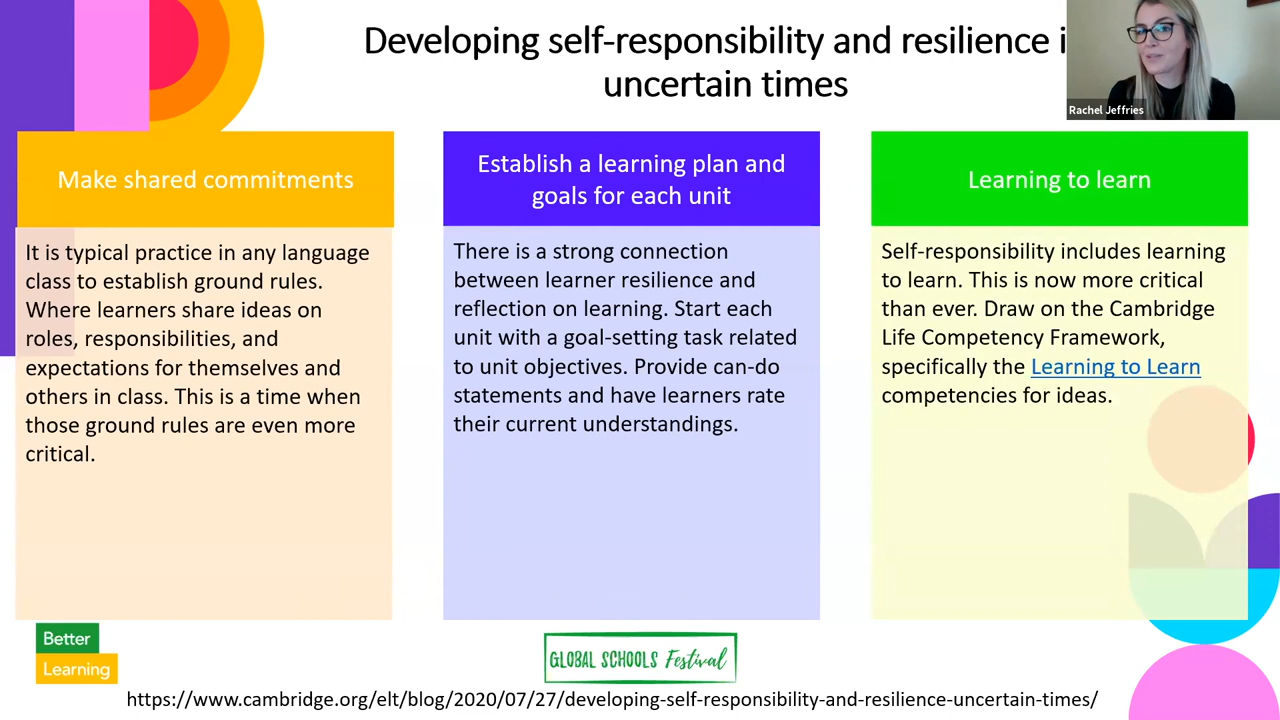 Developing self-responsibility and resilience i
uncertain times
Rachel Jeffries
Make shared commitments
It is typical practice in any language
class to establish ground rules.
Where learners share ideas on
roles, responsibilities, and
expectations for themselves and
others in class. This is a time when
those ground rules are even more
critical.
Establish a learning plan and
goals for each unit
There is a strong connection
between learner resilience and
reflection on learning. Start each
unit with a goal-setting task related
to unit objectives. Provide can-do
statements and have learners rate
their current understandings.
Learning to learn
Self-responsibility includes learning
to learn. This is now more critical
than ever. Draw on the Cambridge
Life Competency Framework,
specifically the Learning to Learn
competencies for ideas.
Better
Learning
GLOBAL SCHOOLS Festival
https://www.cambridge.org/elt/blog/2020/07/27/developing-self-responsibility-and-resilience-uncertain-times/